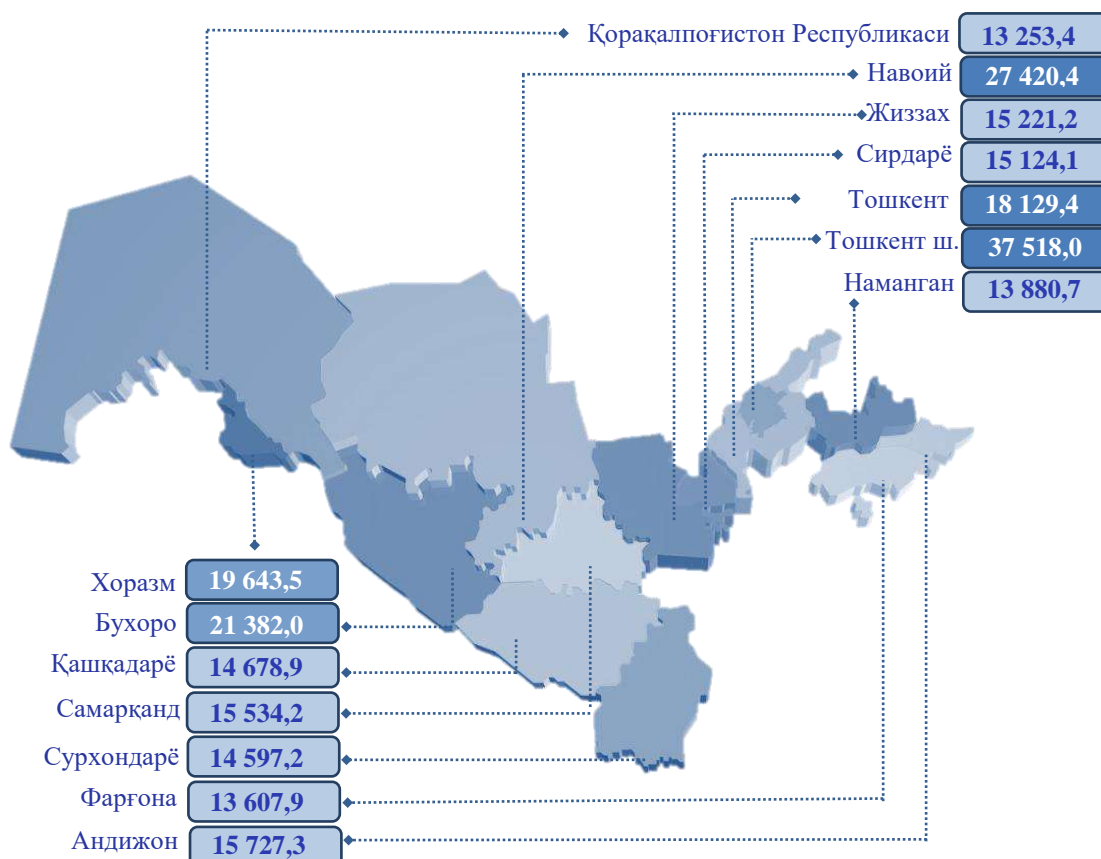 Қорақалпоғистон Республикаси 13 253,4
Навоий 27 420,4
Жиззах 15 221,2
Сирдарё 15 124,1
Тошкент 18 129,4
Тошкент ш. 37 518,0
Наманган 13 880,7
Хоразм 19 643,5
Бухоро 21 382,0
Қашқадарё 14 678,9
Самарқанд 15 534,2
Сурхондарё 14 597,2
Фарғона 13 607,9
Андижон 15 727,3